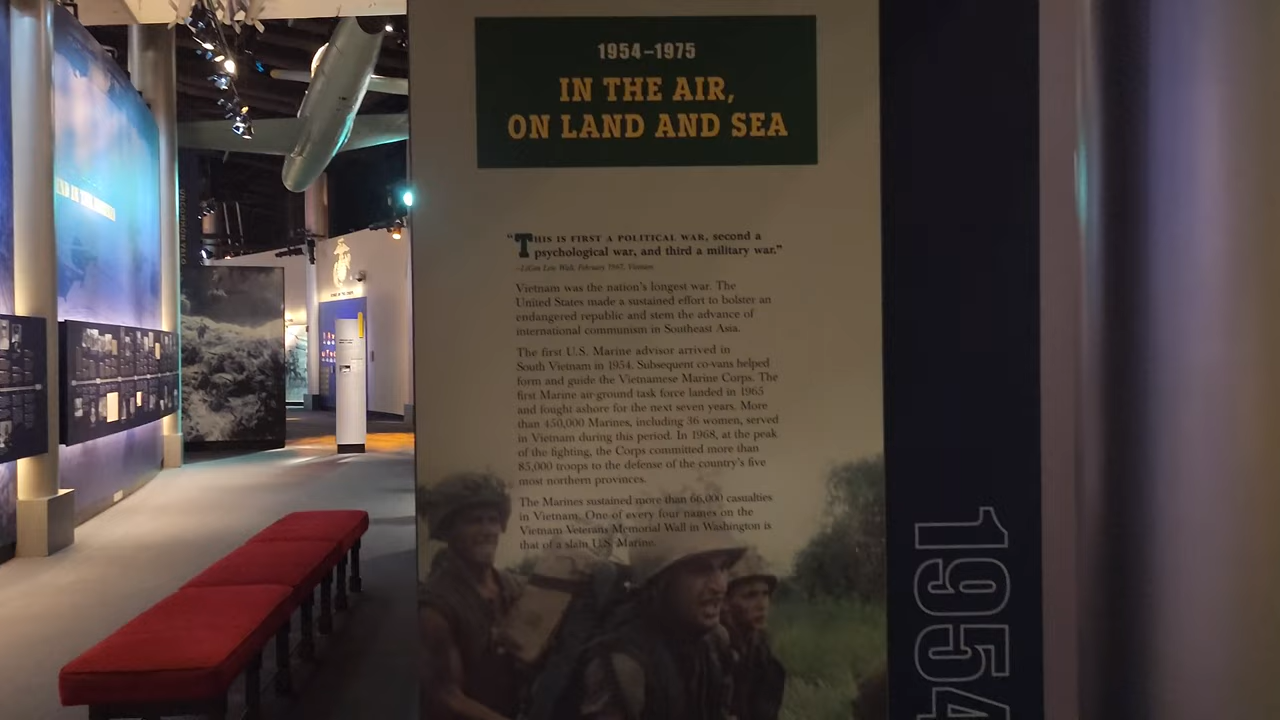 1954–1975
IN THE AIR,
ON LAND AND SEA
“THIS IS FIRST A POLITICAL WAR, second a
psychological war, and third a military war.”
Vietnam was the nation's longest war. The
United States made a sustained effort to bolster an
endangered republic and stem the advance of
international communism in Southeast Asia.
The first U.S. Marine advisor arrived in
South Vietnam in 1954. Subsequent co-vans helped
form and guide the Vietnamese Marine Corps. The
first Marine air-ground task force landed in 1965
and fought ashore for the next seven years. More
than 450,000 Marines, including 36 women, served
in Vietnam during this period. In 1968, at the peak
of the fighting, the Corps committed more than
85,000 troops to the defense of the country's five
most northern provinces.
The Marines sustained more than 66,000 casualties
in Vietnam. One of every four names on the
Vietnam Veterans Memorial Wall in Washington is
that of a slain U.S. Marine.
1954
UNCOMMON VALO